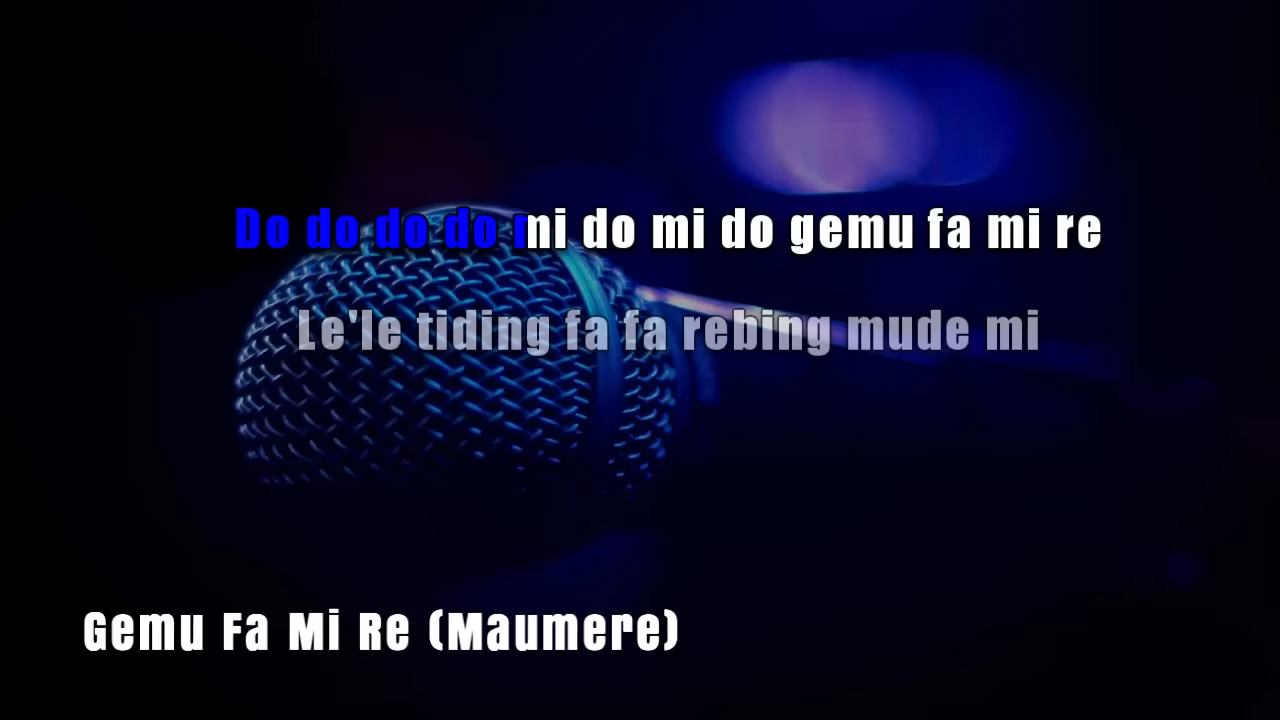 Do do do do mi do mi do gemu fa mi re
Le'le tiding fa fa rebing mude mi
Gemu Fa Mi Re (Maumere)